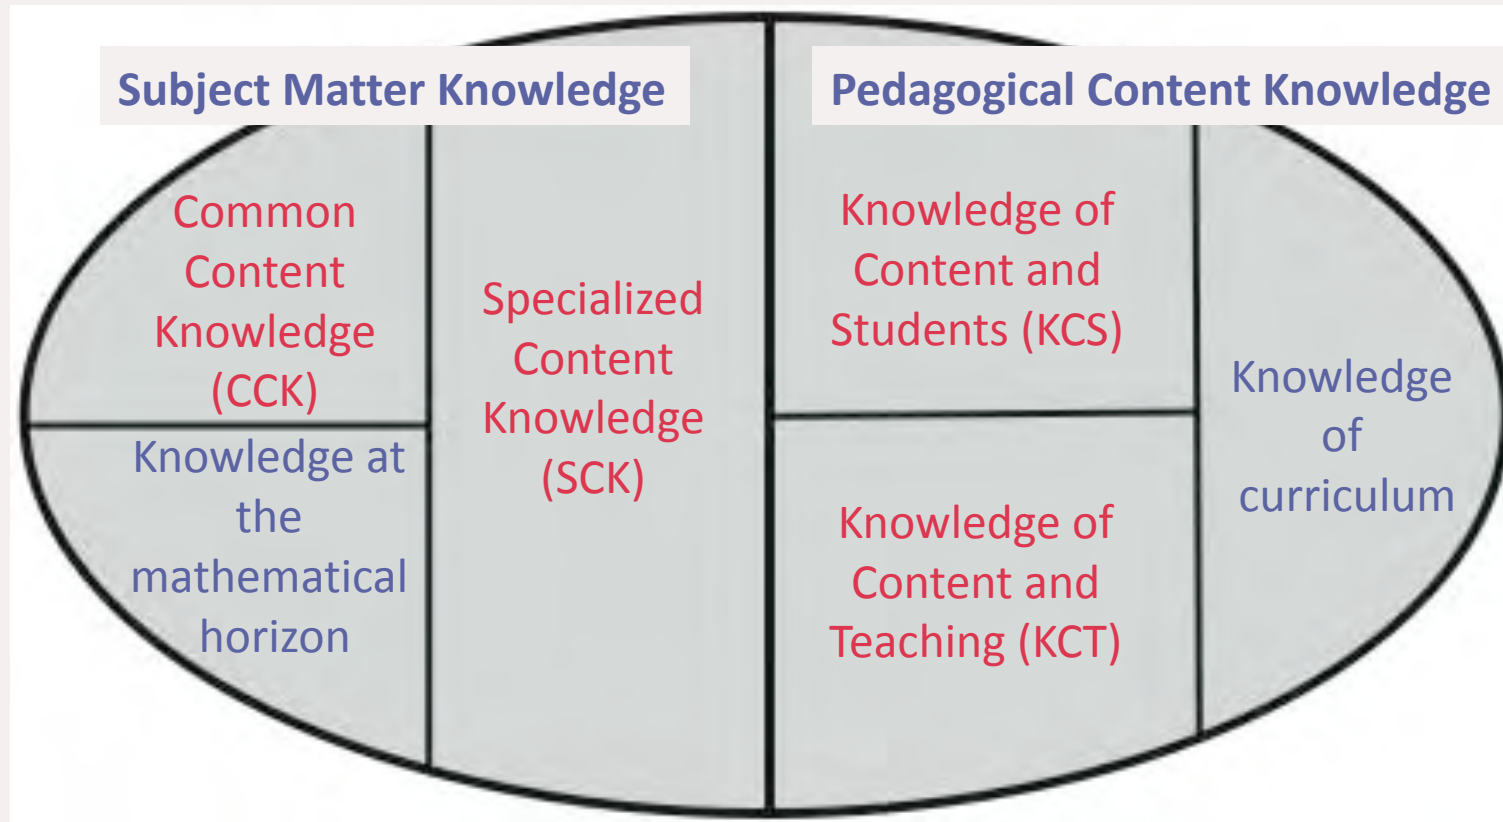 Subject Matter Knowledge
Pedagogical Content Knowledge
Common
Content
Knowledge
(CCK)
Knowledge at
the
mathematical
horizon
Specialized
Content
Knowledge
(SCK)
Knowledge of
Content and
Students (KCS)
Knowledge of
Content and
Teaching (KCT)
Knowledge
of
curriculum